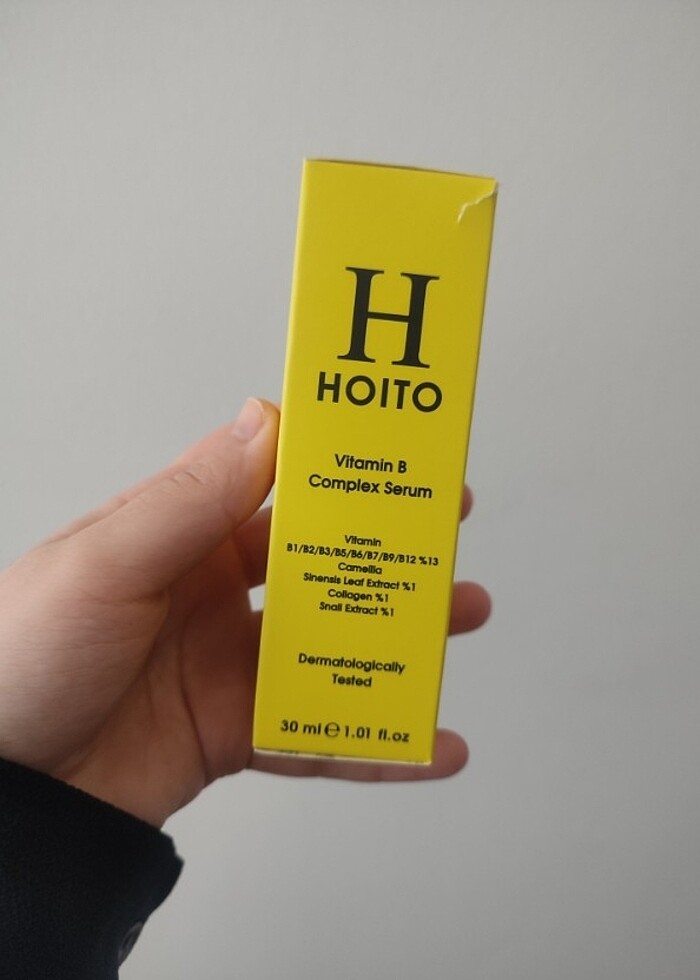 H
HOITO
Vitamin B
Complex Serum
Vitamin
B1/B2/B3/B5/B6/B7/B9/B12 %13
Camellia
Sinensis Leaf Extract %1
Collagen %1
Snail Extract %1
Dermatologically
Tested
30 ml ℮ 1.01 fl.oz